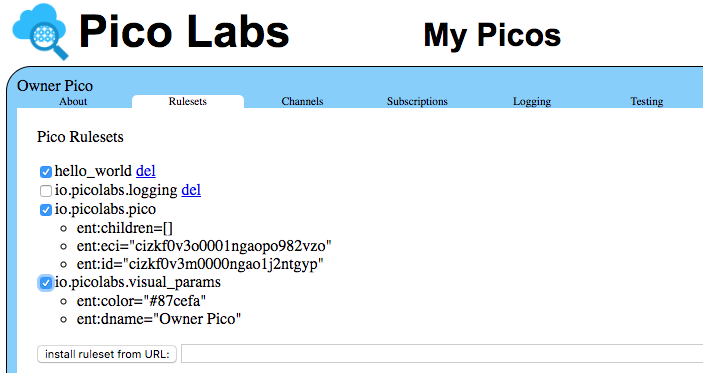 Pico Labs
My Picos
Owner Pico
About Rulesets Channels Subscriptions Logging Testing
Pico Rulesets
hello_world del
io.picolabs.logging del
io.picolabs.pico
ent:children=[]
ent:eci="cizkf0v3o0001ngaopo982vzo"
ent:id="cizkf0v3m0000ngao1j2ntgyp"
io.picolabs.visual_params
ent:color="#87cefa"
ent:dname="Owner Pico"
install ruleset from URL: